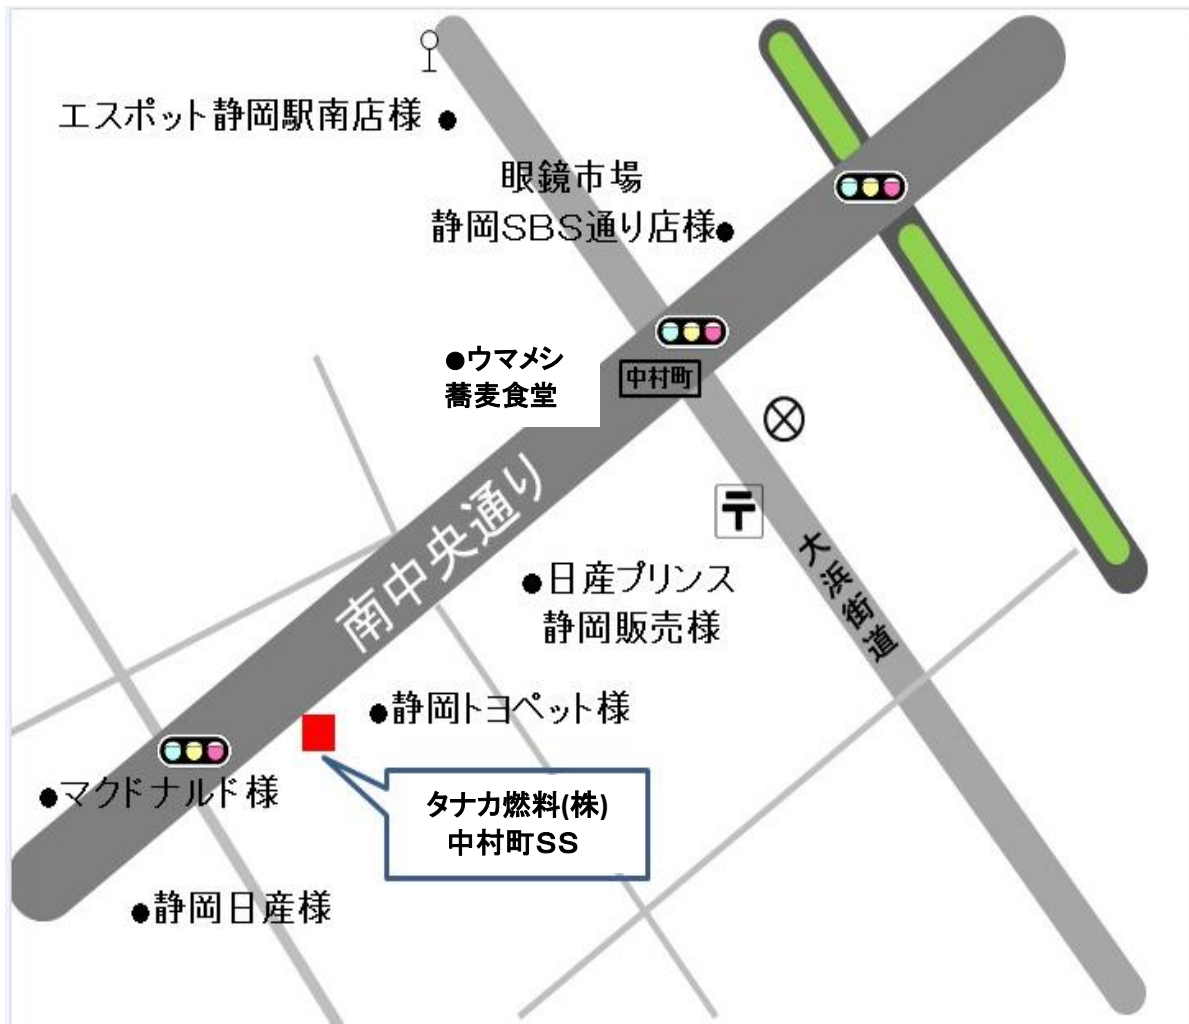 エスポット静岡駅南店様 ●
眼鏡市場
静岡SBS通り店様●
●ウマメシ
蕎麦食堂
中村町
〒
南中央通り
大浜街道
●日産プリンス
静岡販売様
●静岡トヨペット様
●マクドナルド様
タナカ燃料(株)
中村町SS
●静岡日産様